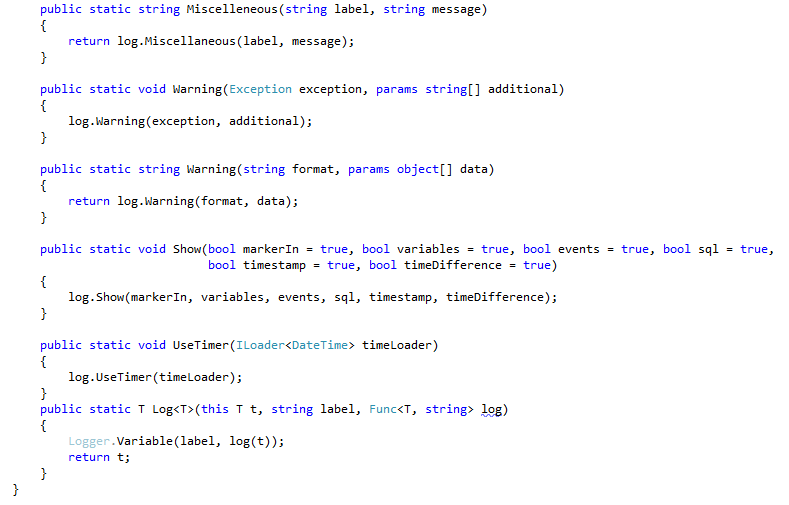 public static string Miscelleneous(string label, string message)
{
return log.Miscellaneous(label, message);
}
public static void Warning(Exception exception, params string[] additional)
{
log.Warning(exception, additional);
}
public static string Warning(string format, params object[] data)
{
return log.Warning(format, data);
}
public static void Show(bool markerIn = true, bool variables = true, bool events = true, bool sql = true,
bool timestamp = true, bool timeDifference = true)
{
log.Show(markerIn, variables, events, sql, timestamp, timeDifference);
}
public static void UseTimer(ILoader<DateTime> timeLoader)
{
log.UseTimer(timeLoader);
}
public static T Log<T>(this T t, string label, Func<T, string> log)
{
Logger.Variable(label, log(t));
return t;
}
}